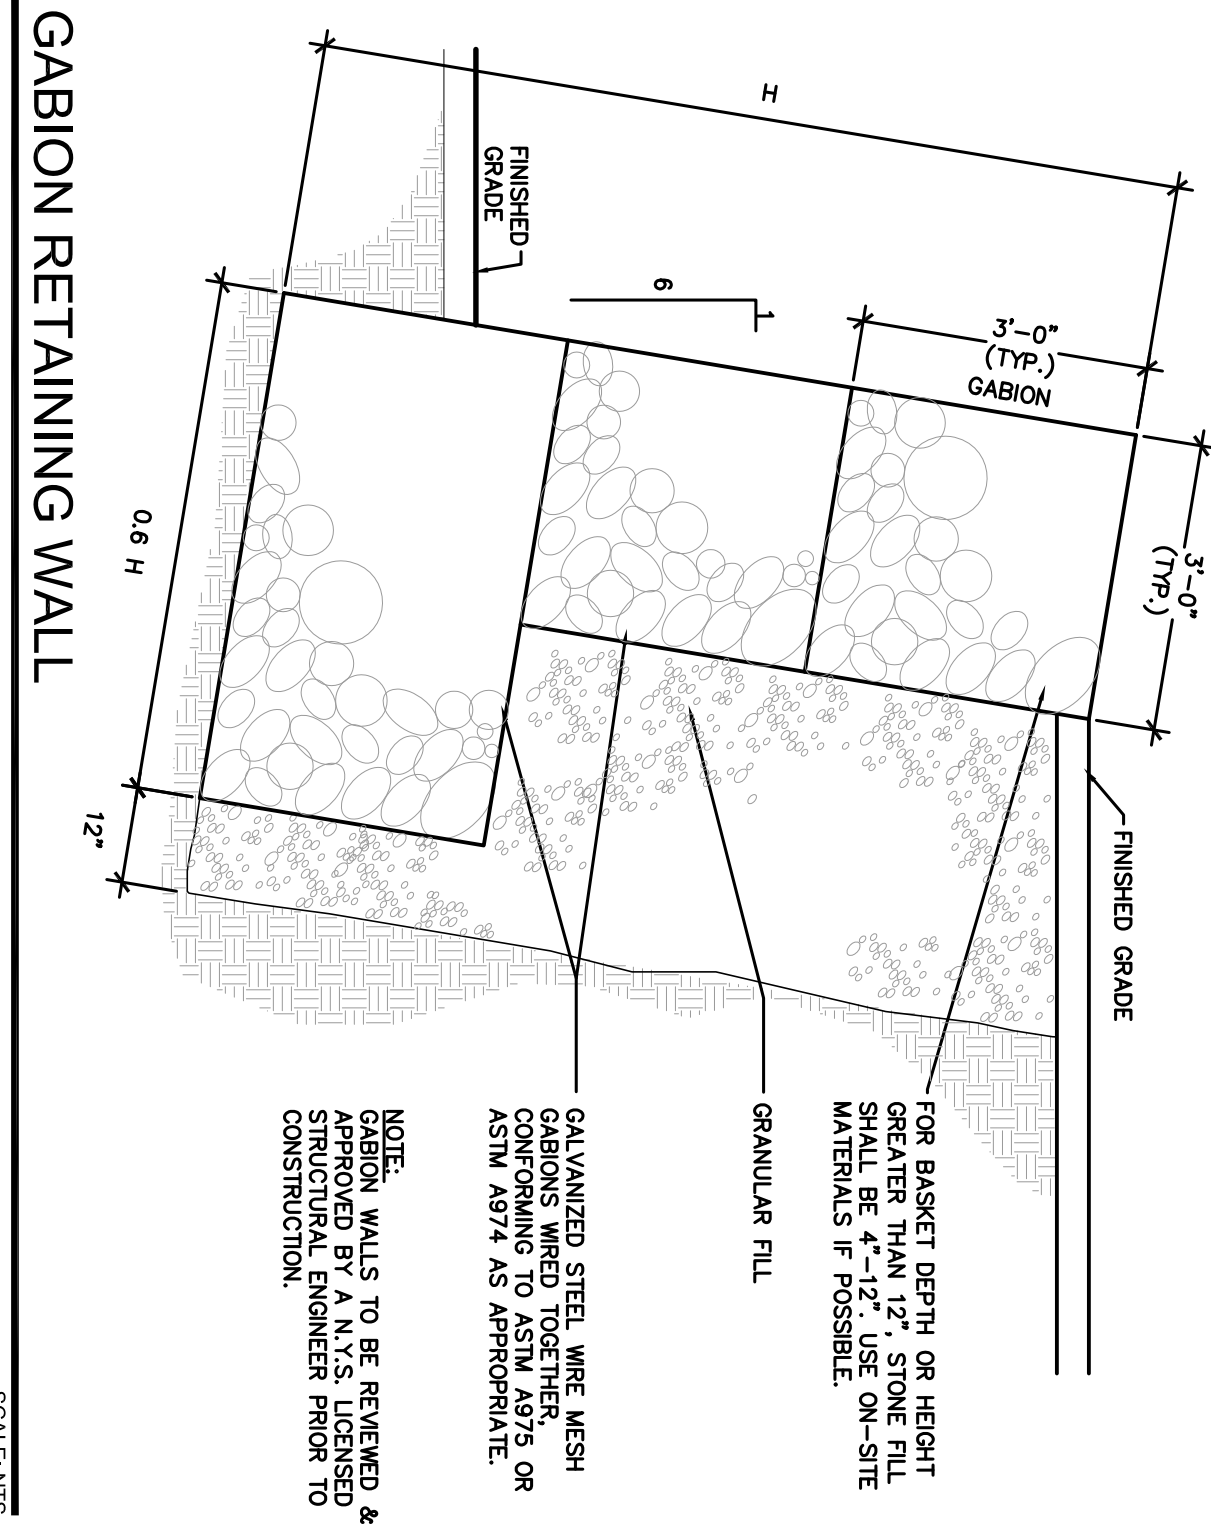 H
3'-0"
(TYP.)
GABION
3'-0"
(TYP.)
1
6
FINISHED
GRADE
FINISHED GRADE
FOR BASKET DEPTH OR HEIGHT
GREATER THAN 12", STONE FILL
SHALL BE 4"-12". USE ON-SITE
MATERIALS IF POSSIBLE.
GRANULAR FILL
GALVANIZED STEEL WIRE MESH
GABIONS WIRED TOGETHER,
CONFORMING TO ASTM A975 OR
ASTM A974 AS APPROPRIATE.
NOTE:
GABION WALLS TO BE REVIEWED &
APPROVED BY A N.Y.S. LICENSED
STRUCTURAL ENGINEER PRIOR TO
CONSTRUCTION.
0.6 H
12"
GABION RETAINING WALL
SCALE: NTS